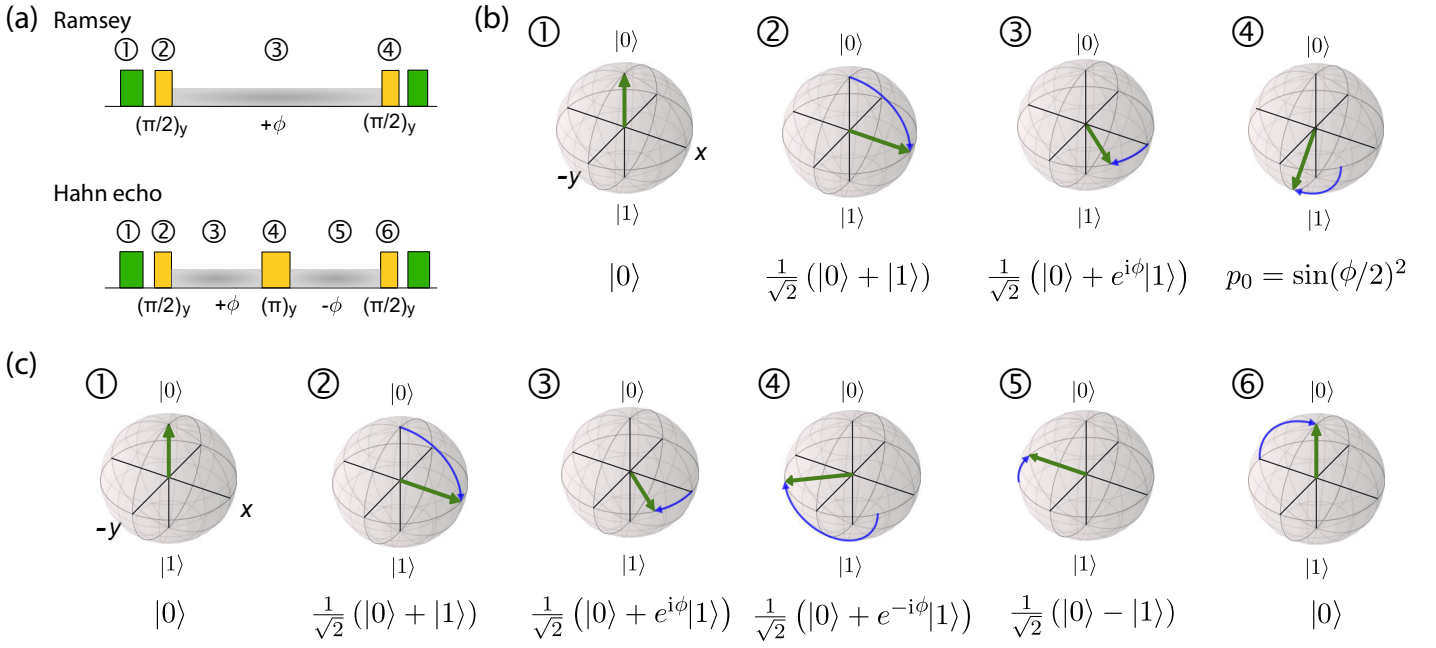 (a)
Ramsey
① ② ③ ④
(π/2)y +ϕ (π/2)y
Hahn echo
① ② ③ ④ ⑤ ⑥
(π/2)y +ϕ (π)y -ϕ (π/2)y
(b)
① ② ③ ④
|0⟩ |0⟩ |0⟩ |0⟩
x
−y
|1⟩ |1⟩ |1⟩ |1⟩
|0⟩ 1/√2 (|0⟩ + |1⟩) 1/√2 (|0⟩ + e^{iϕ}|1⟩) p₀ = sin(ϕ/2)²
(c)
① ② ③ ④ ⑤ ⑥
|0⟩ |0⟩ |0⟩ |0⟩ |0⟩ |0⟩
−y x
|1⟩ |1⟩ |1⟩ |1⟩ |1⟩ |1⟩
|0⟩ 1/√2 (|0⟩ + |1⟩) 1/√2 (|0⟩ + e^{iϕ}|1⟩) 1/√2 (|0⟩ + e^{−iϕ}|1⟩) 1/√2 (|0⟩ − |1⟩) |0⟩